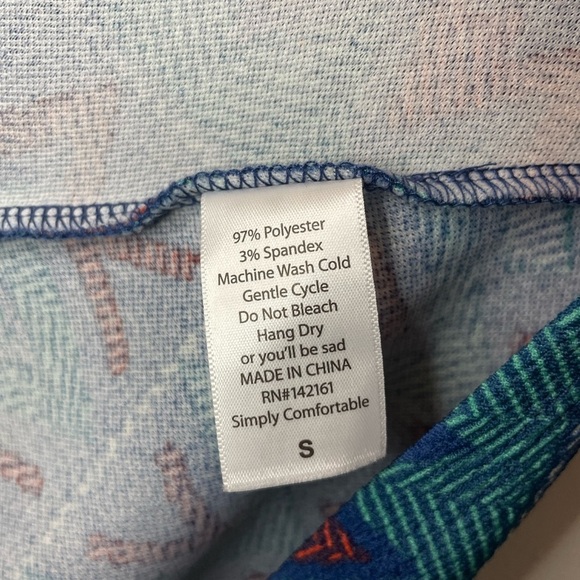 97% Polyester
3% Spandex
Machine Wash Cold
Gentle Cycle
Do Not Bleach
Hang Dry
or you'll be sad
MADE IN CHINA
RN#142161
Simply Comfortable
S